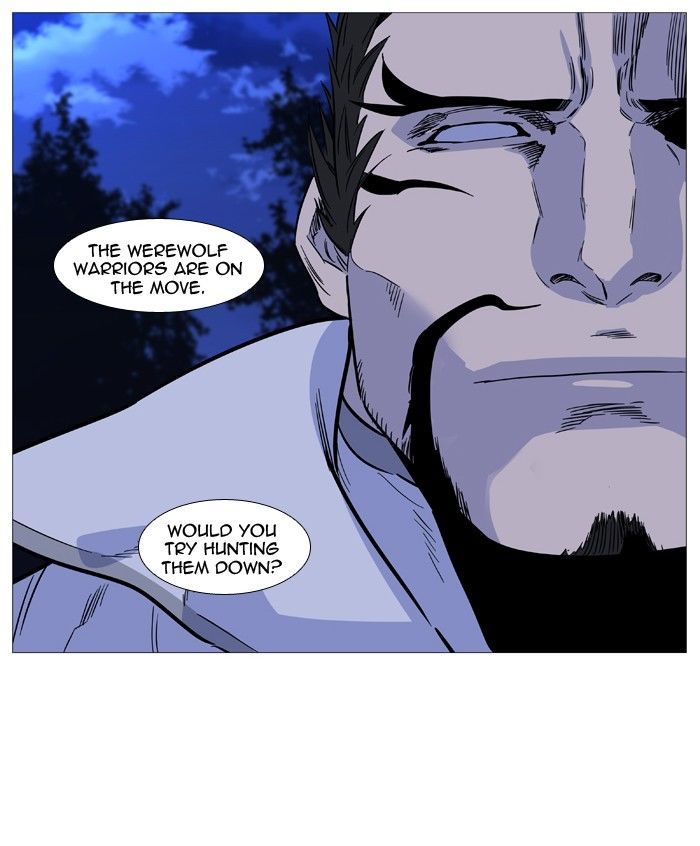 THE WEREWOLF
WARRIORS ARE ON
THE MOVE.
WOULD YOU
TRY HUNTING
THEM DOWN?